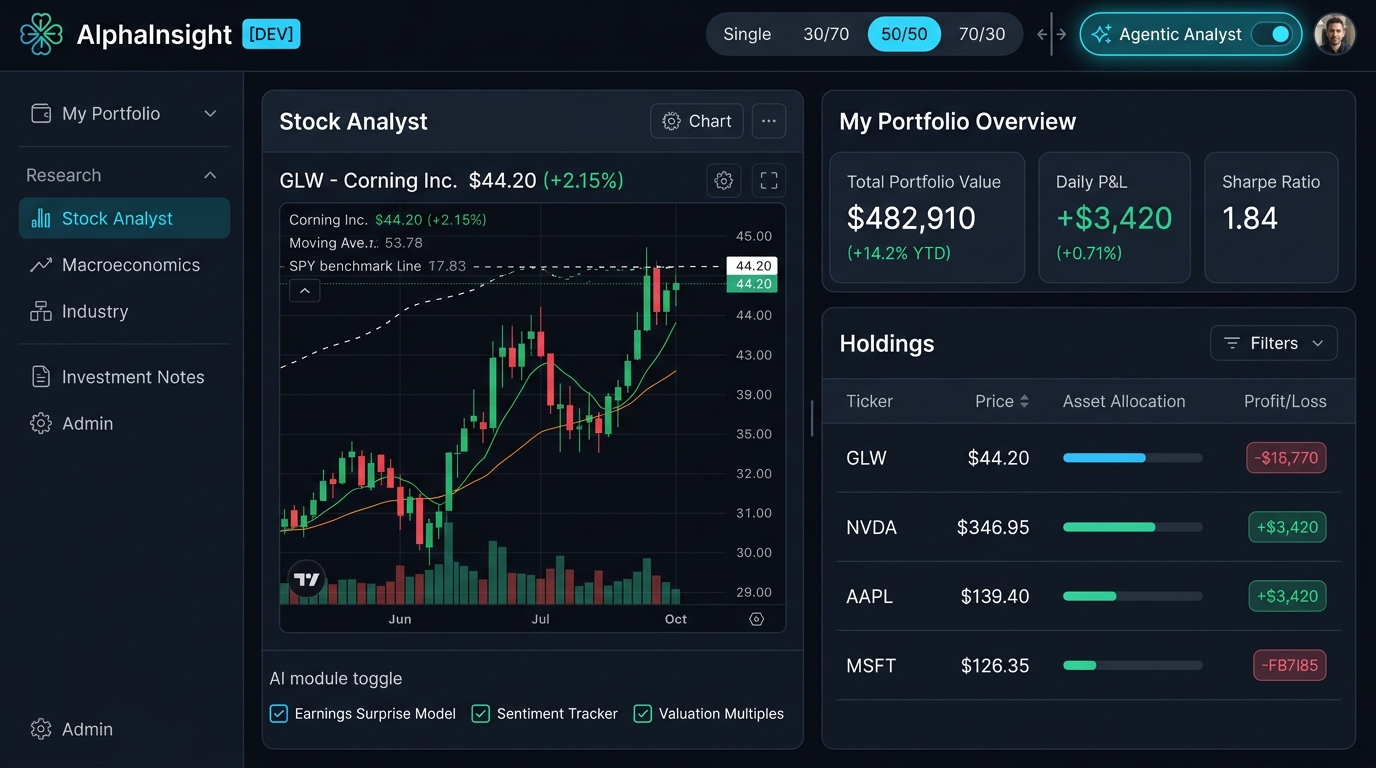 AlphaInsight [DEV]
Single 30/70 50/50 70/30
Agentic Analyst
My Portfolio
Research
Stock Analyst
Macroeconomics
Industry
Investment Notes
Admin
Admin
Stock Analyst
Chart
GLW - Corning Inc. $44.20 (+2.15%)
Corning Inc. $44.20 (+2.15%)
Moving Ave.r.. 53.78
SPY benchmark Line 17.83
45.00
44.20
44.20
44.00
43.00
39.00
35.00
32.00
31.00
30.00
29.00
Jun Jul Oct
AI module toggle
Earnings Surprise Model Sentiment Tracker Valuation Multiples
My Portfolio Overview
Total Portfolio Value
$482,910
(+14.2% YTD)
Daily P&L
+$3,420
(+0.71%)
Sharpe Ratio
1.84
Holdings
Filters
Ticker Price Asset Allocation Profit/Loss
GLW $44.20 -$16,770
NVDA $346.95 +$3,420
AAPL $139.40 +$3,420
MSFT $126.35